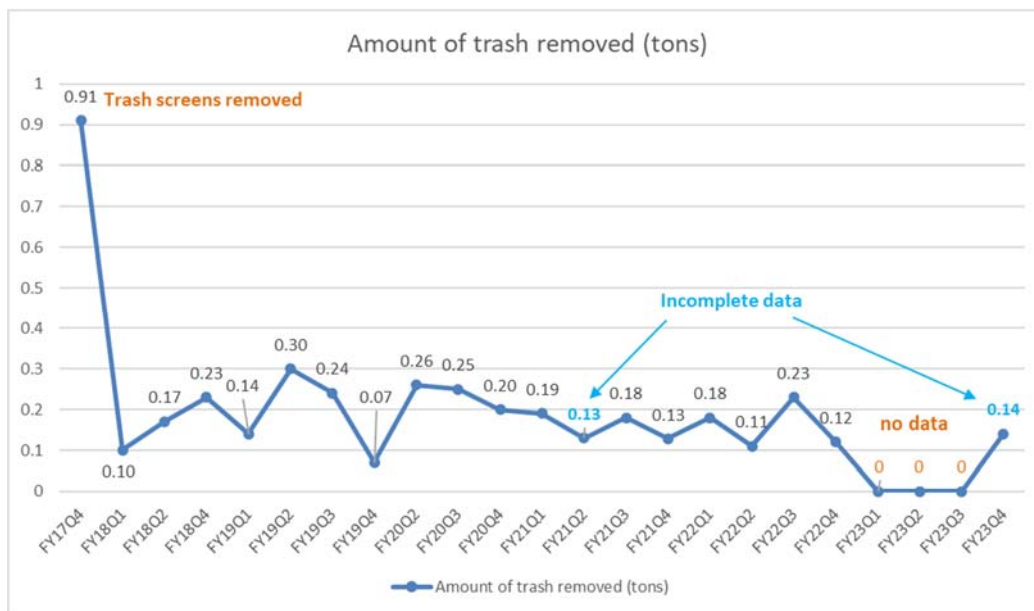 Amount of trash removed (tons)
1
0.91 Trash screens removed
0.9
0.8
0.7
0.6
0.5
Incomplete data
0.4
0.30
0.3
0.26 0.25
0.23 0.24 0.23
0.20 0.19
0.17 0.18 0.18
0.14 0.14
0.2
0.13 0.13 0.12
0.11
no data
0.07
0.1
0.10
0 0 0
0
FY17Q4 FY18Q1 FY18Q2 FY18Q4 FY19Q1 FY19Q2 FY19Q3 FY19Q4 FY20Q2 FY20Q3 FY20Q4 FY21Q1 FY21Q2 FY21Q3 FY21Q4 FY22Q1 FY22Q2 FY22Q3 FY22Q4 FY23Q1 FY23Q2 FY23Q3 FY23Q4
Amount of trash removed (tons)